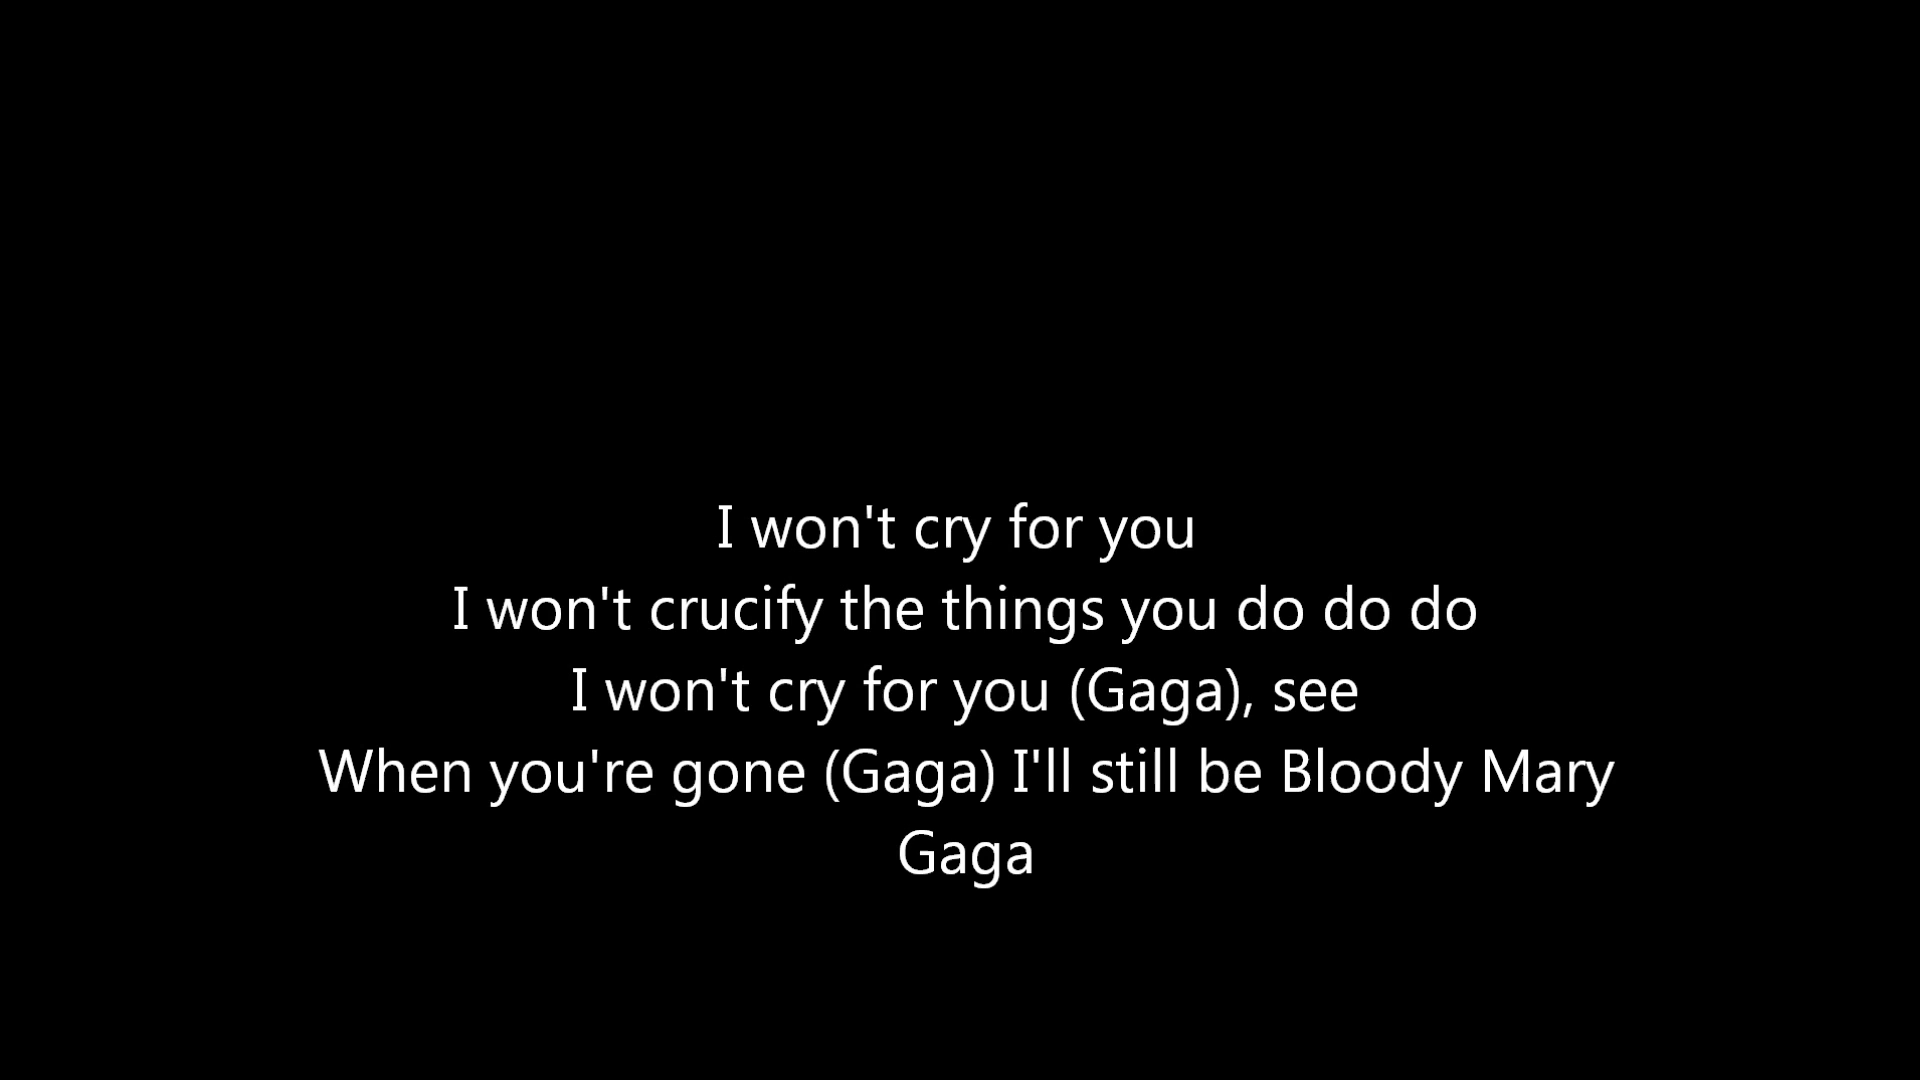 I won't cry for you
I won't crucify the things you do do do
I won't cry for you (Gaga), see
When you're gone (Gaga) I'll still be Bloody Mary
Gaga